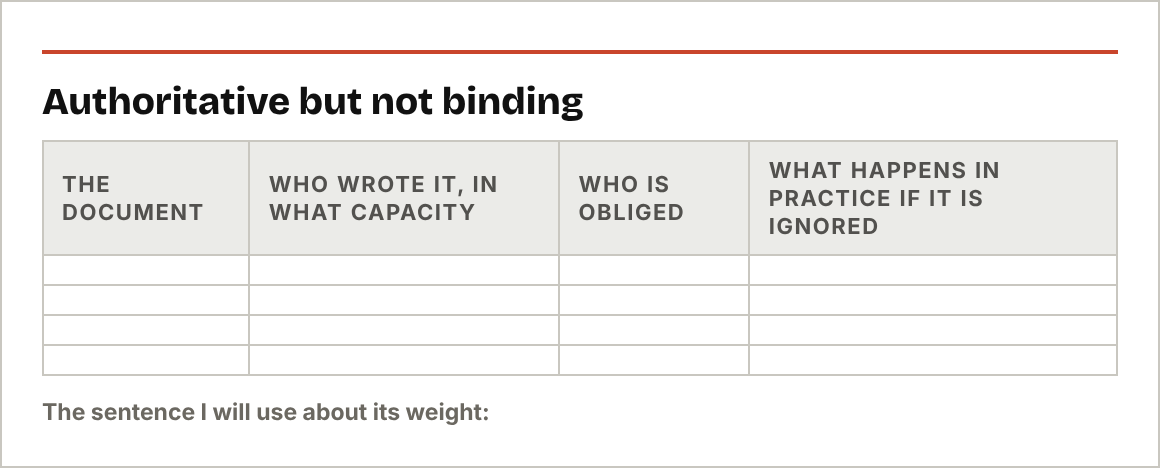 Authoritative but not binding
THE
DOCUMENT
WHO WROTE IT, IN
WHAT CAPACITY
WHO IS
OBLIGED
WHAT HAPPENS IN
PRACTICE IF IT IS
IGNORED
The sentence I will use about its weight: